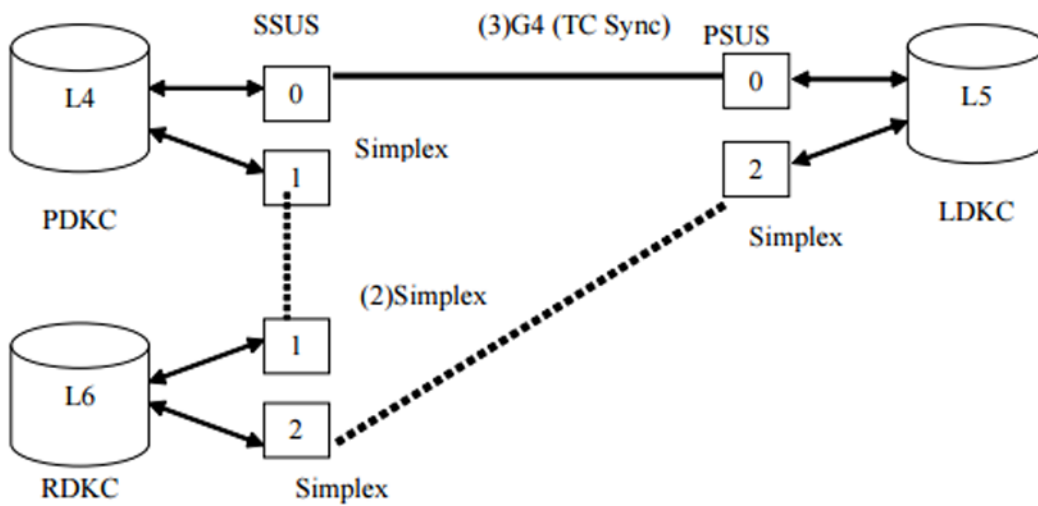 SSUS
(3)G4 (TC Sync)
PSUS
L4
0
0
L5
Simplex
1
2
PDKC
LDKC
Simplex
(2)Simplex
1
L6
2
RDKC
Simplex